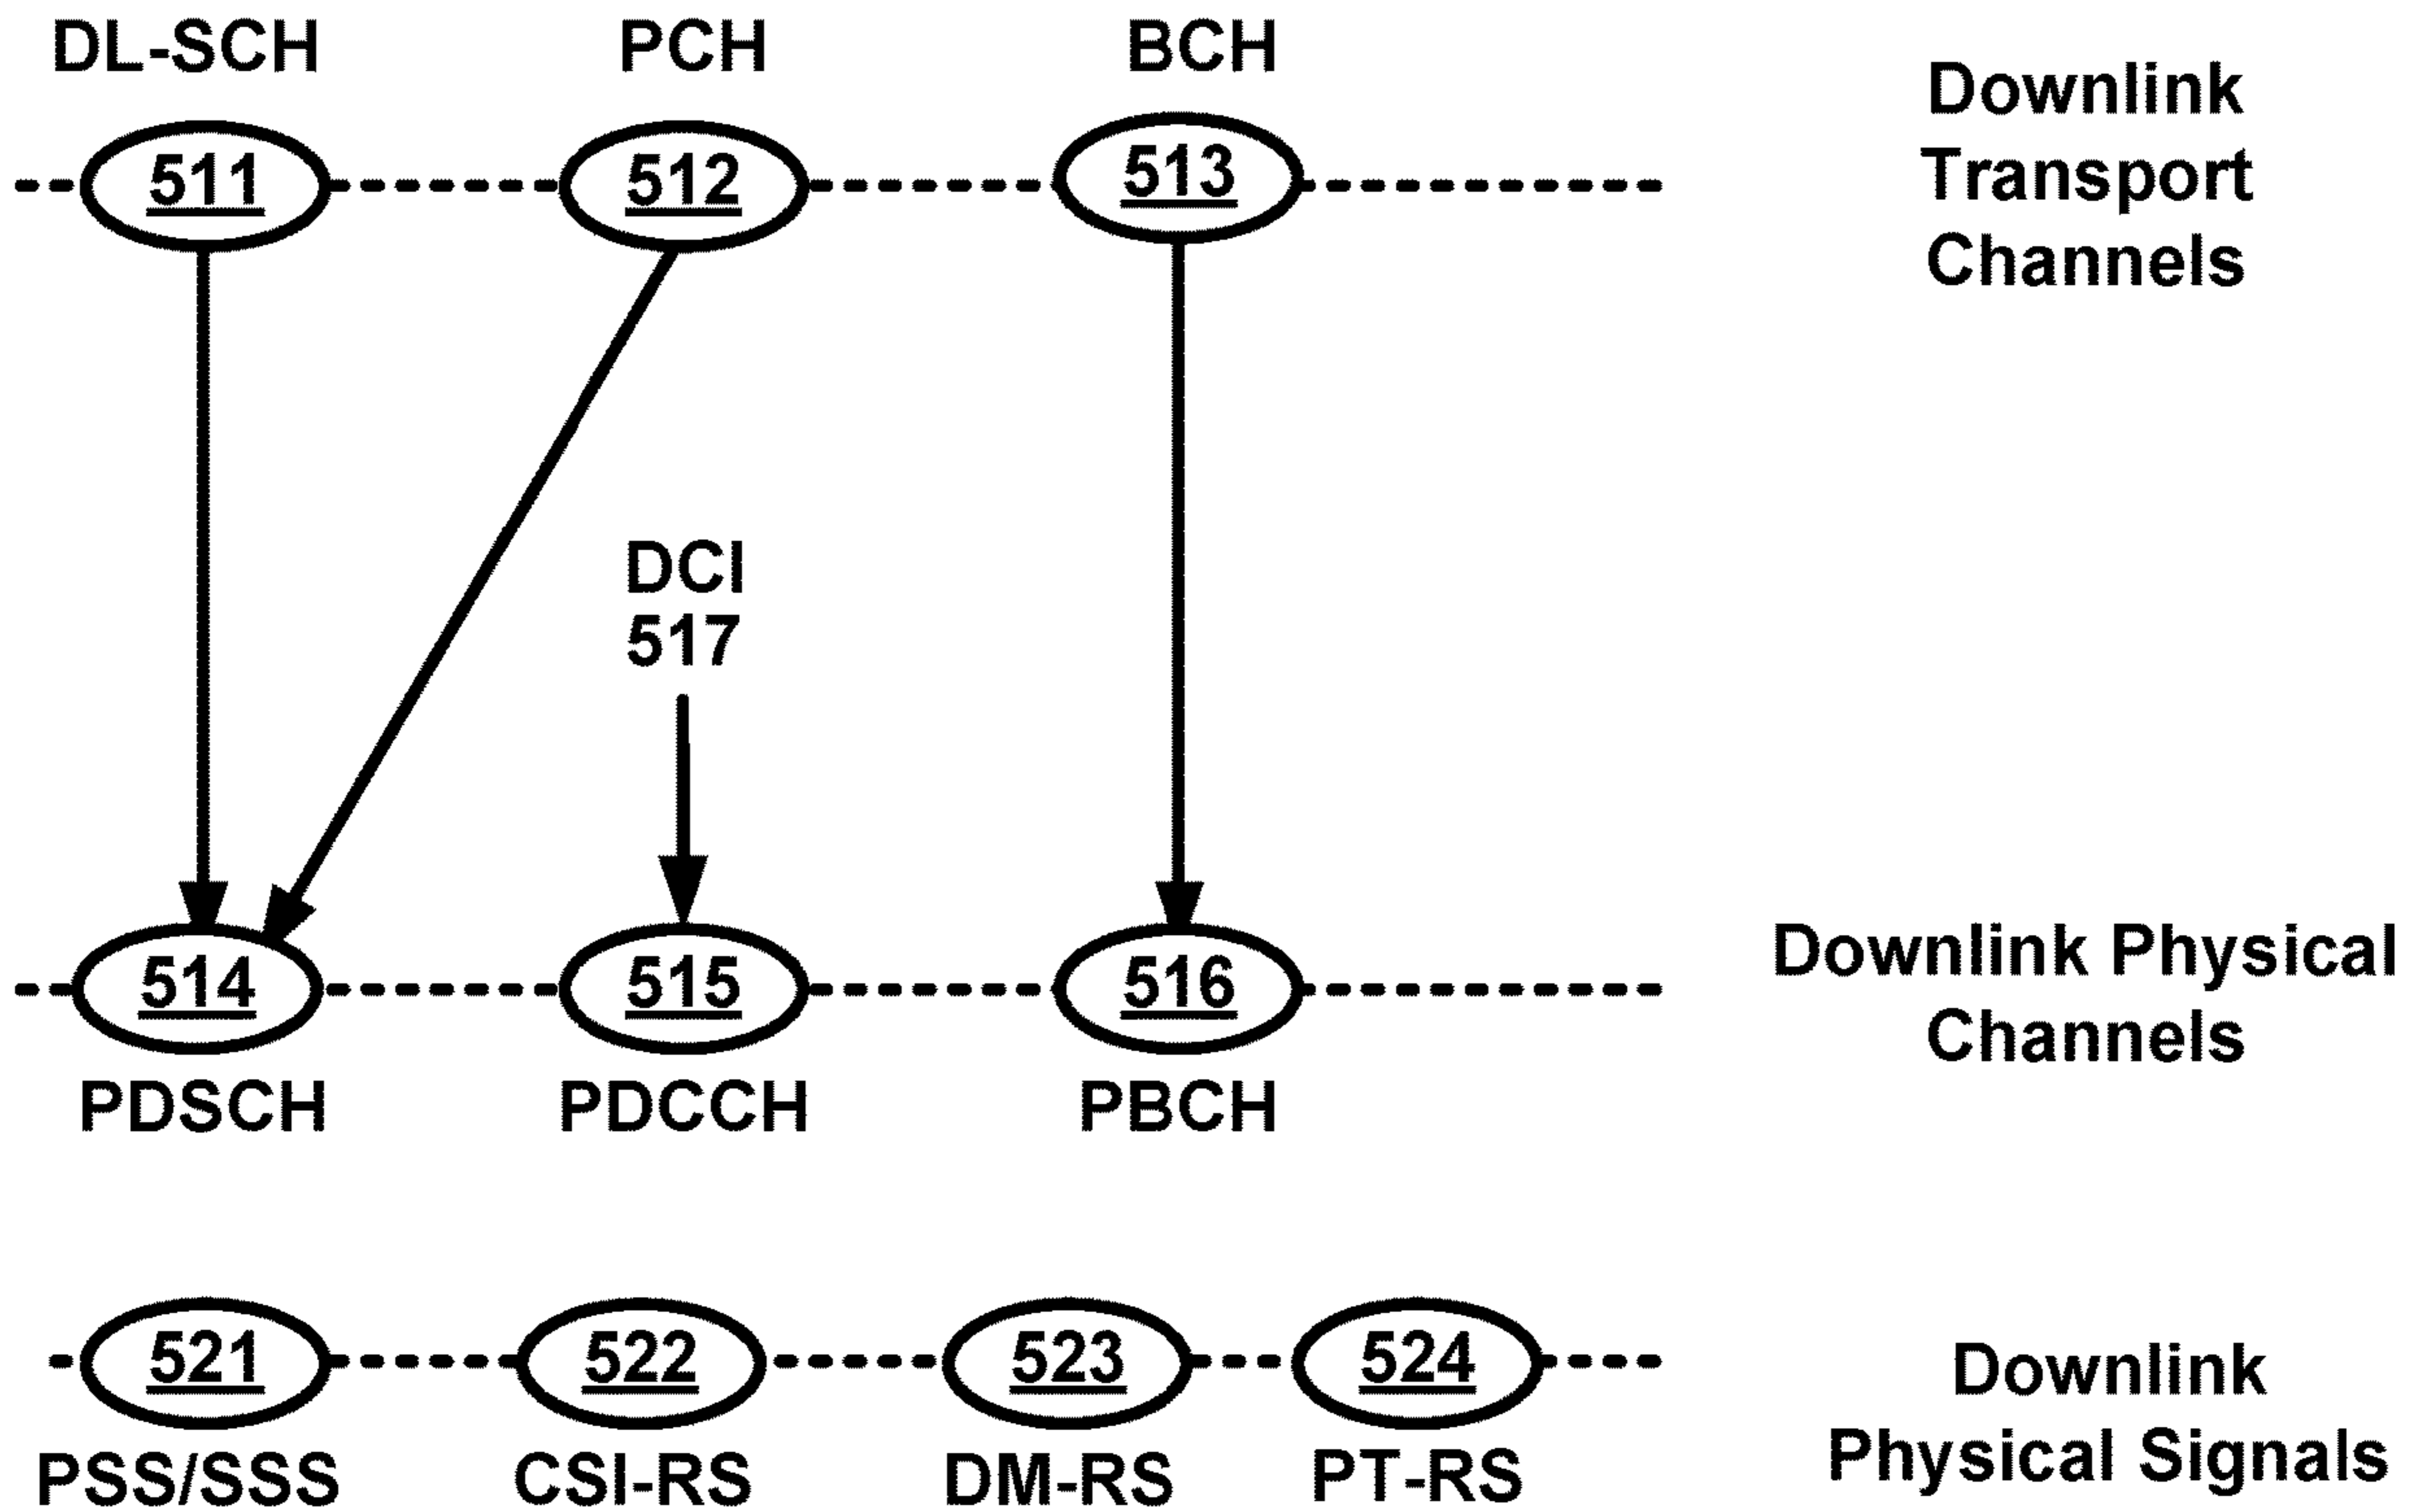 DL-SCH
PCH
BCH
Downlink
Transport
Channels
511
512
513
DCI
517
514
515
516
Downlink Physical
Channels
PDSCH
PDCCH
PBCH
521
522
523
524
Downlink
Physical Signals
PSS/SSS
CSI-RS
DM-RS
PT-RS